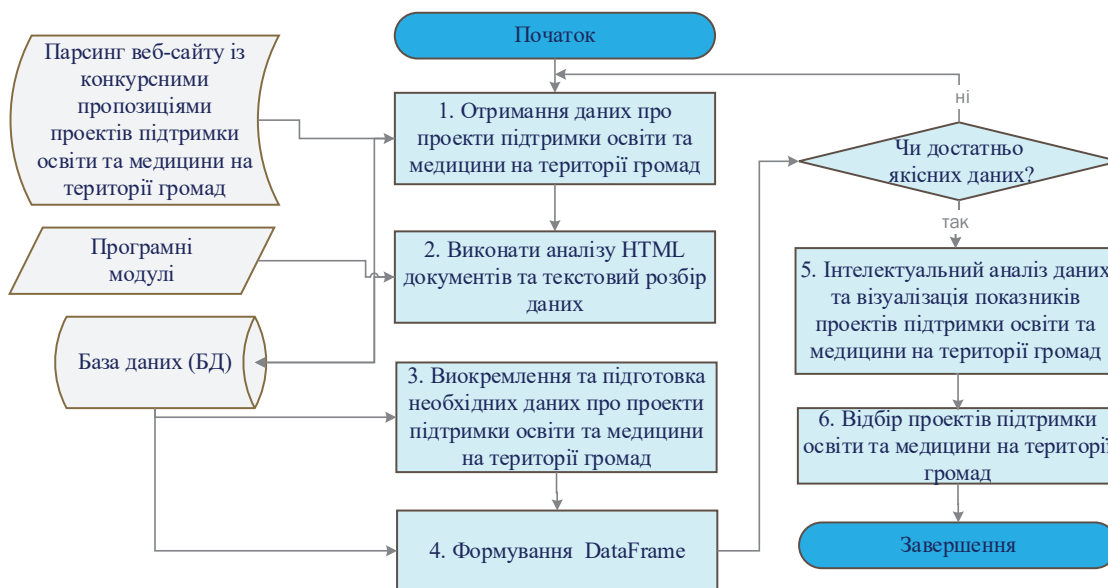 Парсинг веб-сайту із
конкурсними
пропозиціями
проектів підтримки
освіти та медицини на
території громад
Програмні
модулі
База даних (БД)
Початок
1. Отримання даних про
проекти підтримки освіти та
медицини на території громад
2. Виконати аналізу HTML
документів та текстовий розбір
даних
3. Виокремлення та підготовка
необхідних даних про проекти
підтримки освіти та медицини
на території громад
4. Формування DataFrame
ні
Чи достатньо
якісних даних?
так
5. Інтелектуальний аналіз даних
та візуалізація показників
проектів підтримки освіти та
медицини на території громад
6. Відбір проектів підтримки
освіти та медицини на території
громад
Завершення